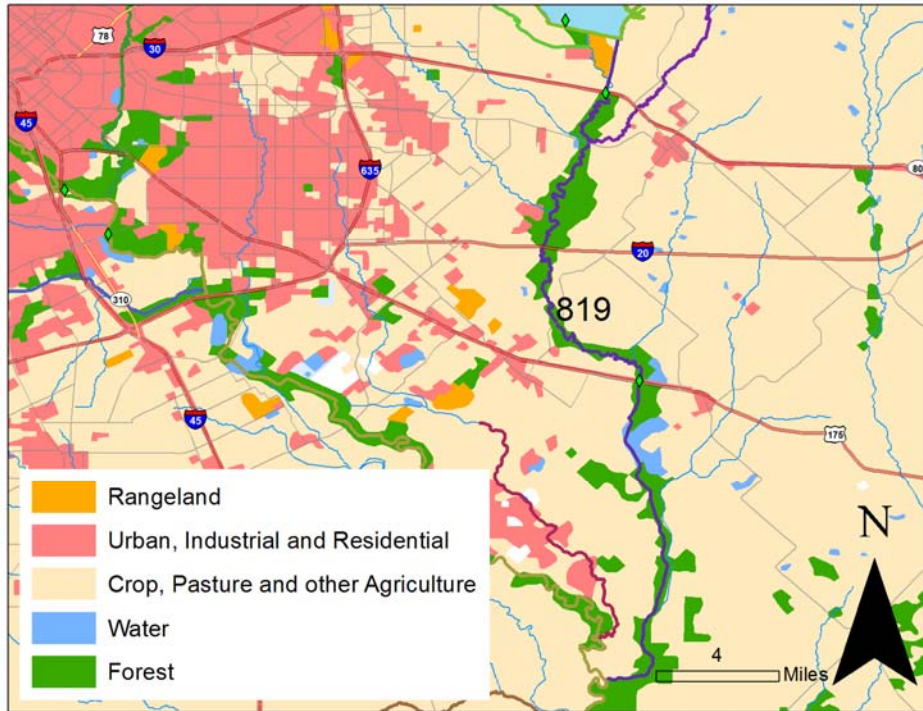 78
30
45
635
80
20
310
819
45
175
N
Rangeland
Urban, Industrial and Residential
Crop, Pasture and other Agriculture
Water
Forest
4
Miles